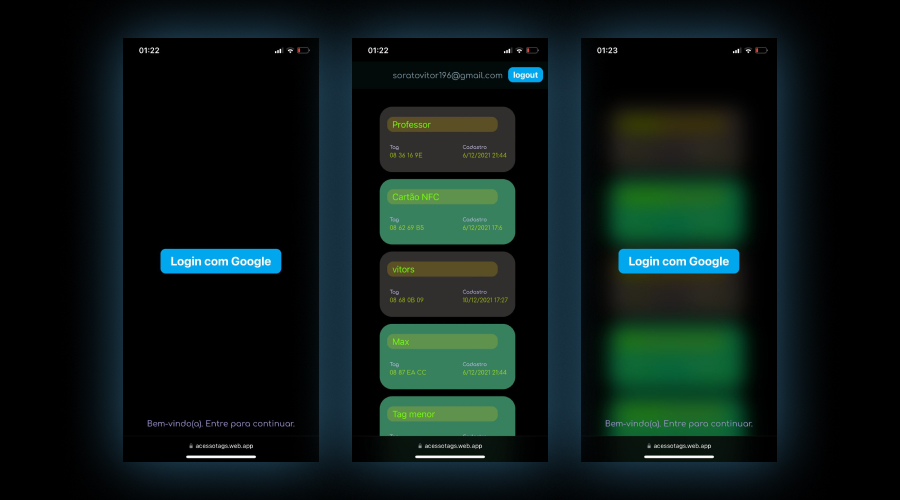 01:22
Login com Google
Bem-vindo(a). Entre para continuar.
acessotags.web.app
01:22
soratavitor196@gmail.com
logout
Professor
Tag
Cadastro
08 36 16 9E
6/12/2021 21:44
Cartão NFC
Tag
Cadastro
08 62 69 B5
6/12/2021 17:6
vitors
Tag
Cadastro
08 68 0B 09
10/12/2021 17:27
Max
Tag
Cadastro
08 87 EA CC
6/12/2021 21:44
Tag menor
acessotags.web.app
01:23
Login com Google
Bem-vindo(a). Entre para continuar.
acessotags.web.app